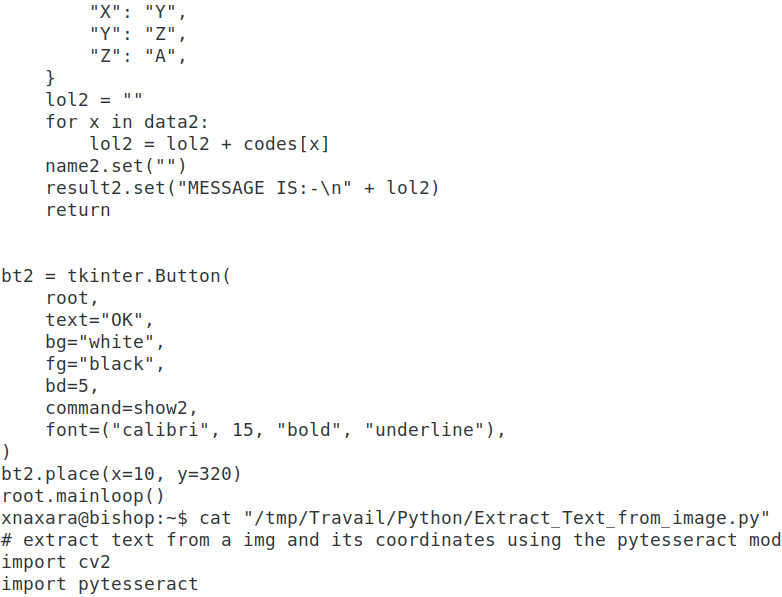 "X": "Y",
        "Y": "Z",
        "Z": "A",
    }
    lol2 = ""
    for x in data2:
        lol2 = lol2 + codes[x]
    name2.set("")
    result2.set("MESSAGE IS:-\n" + lol2)
    return


bt2 = tkinter.Button(
    root,
    text="OK",
    bg="white",
    fg="black",
    bd=5,
    command=show2,
    font=("calibri", 15, "bold", "underline"),
)
bt2.place(x=10, y=320)
root.mainloop()
xnaxara@bishop:~$ cat "/tmp/Travail/Python/Extract_Text_from_image.py"
# extract text from a img and its coordinates using the pytesseract mod
import cv2
import pytesseract